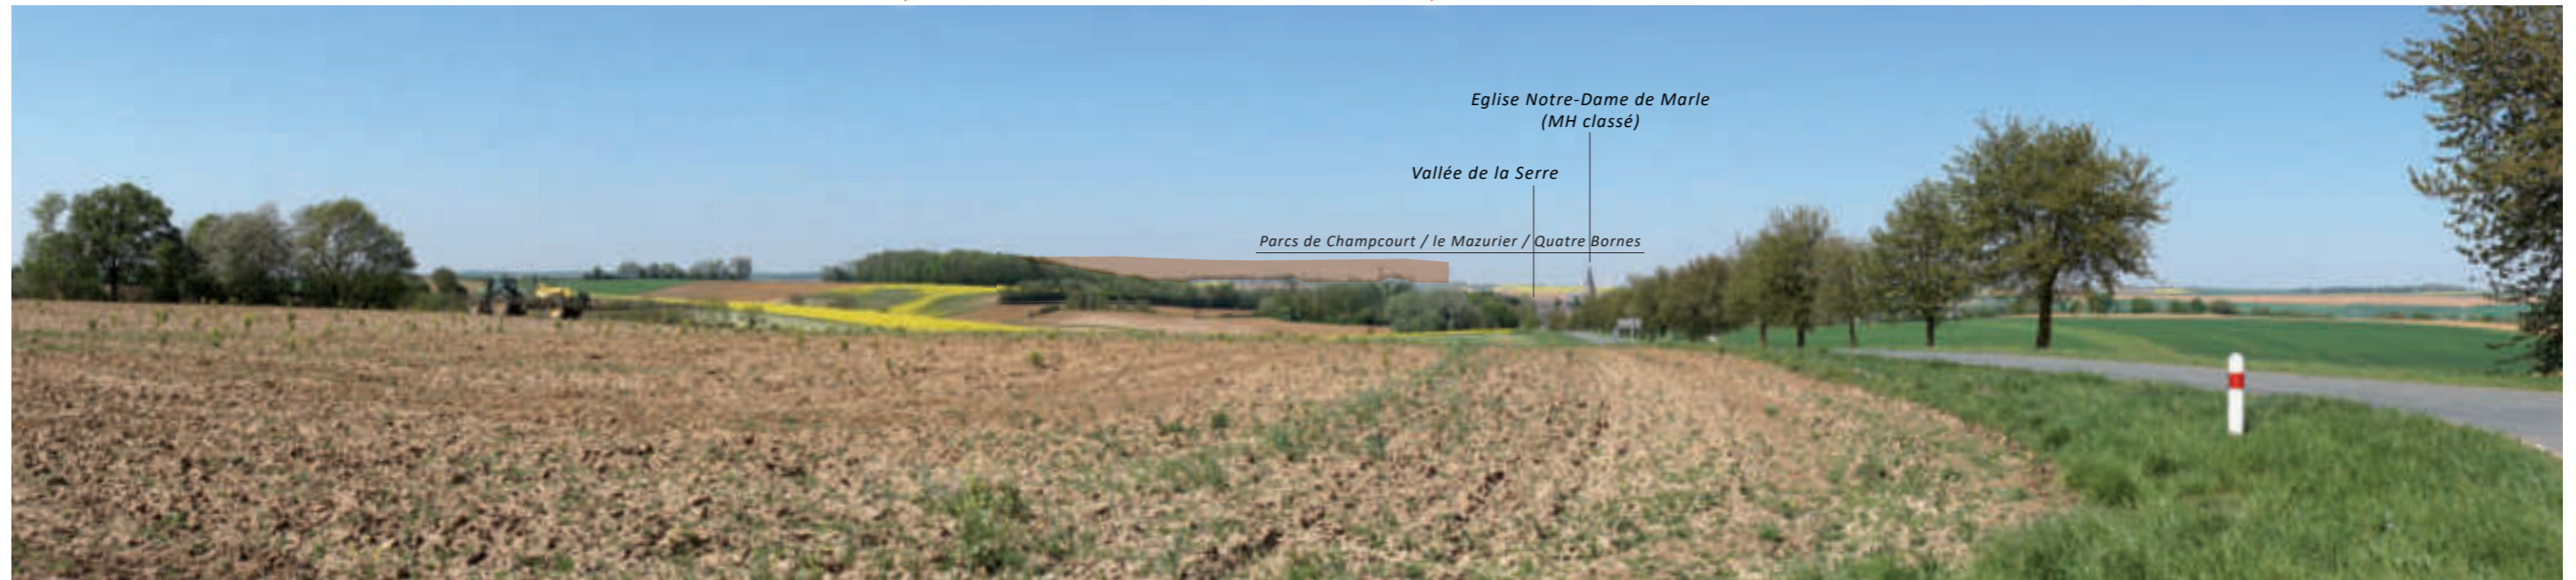 Eglise Notre-Dame de Marle
(MH classé)
Vallée de la Serre
Parcs de Champcourt / le Mazurier / Quatre Bornes